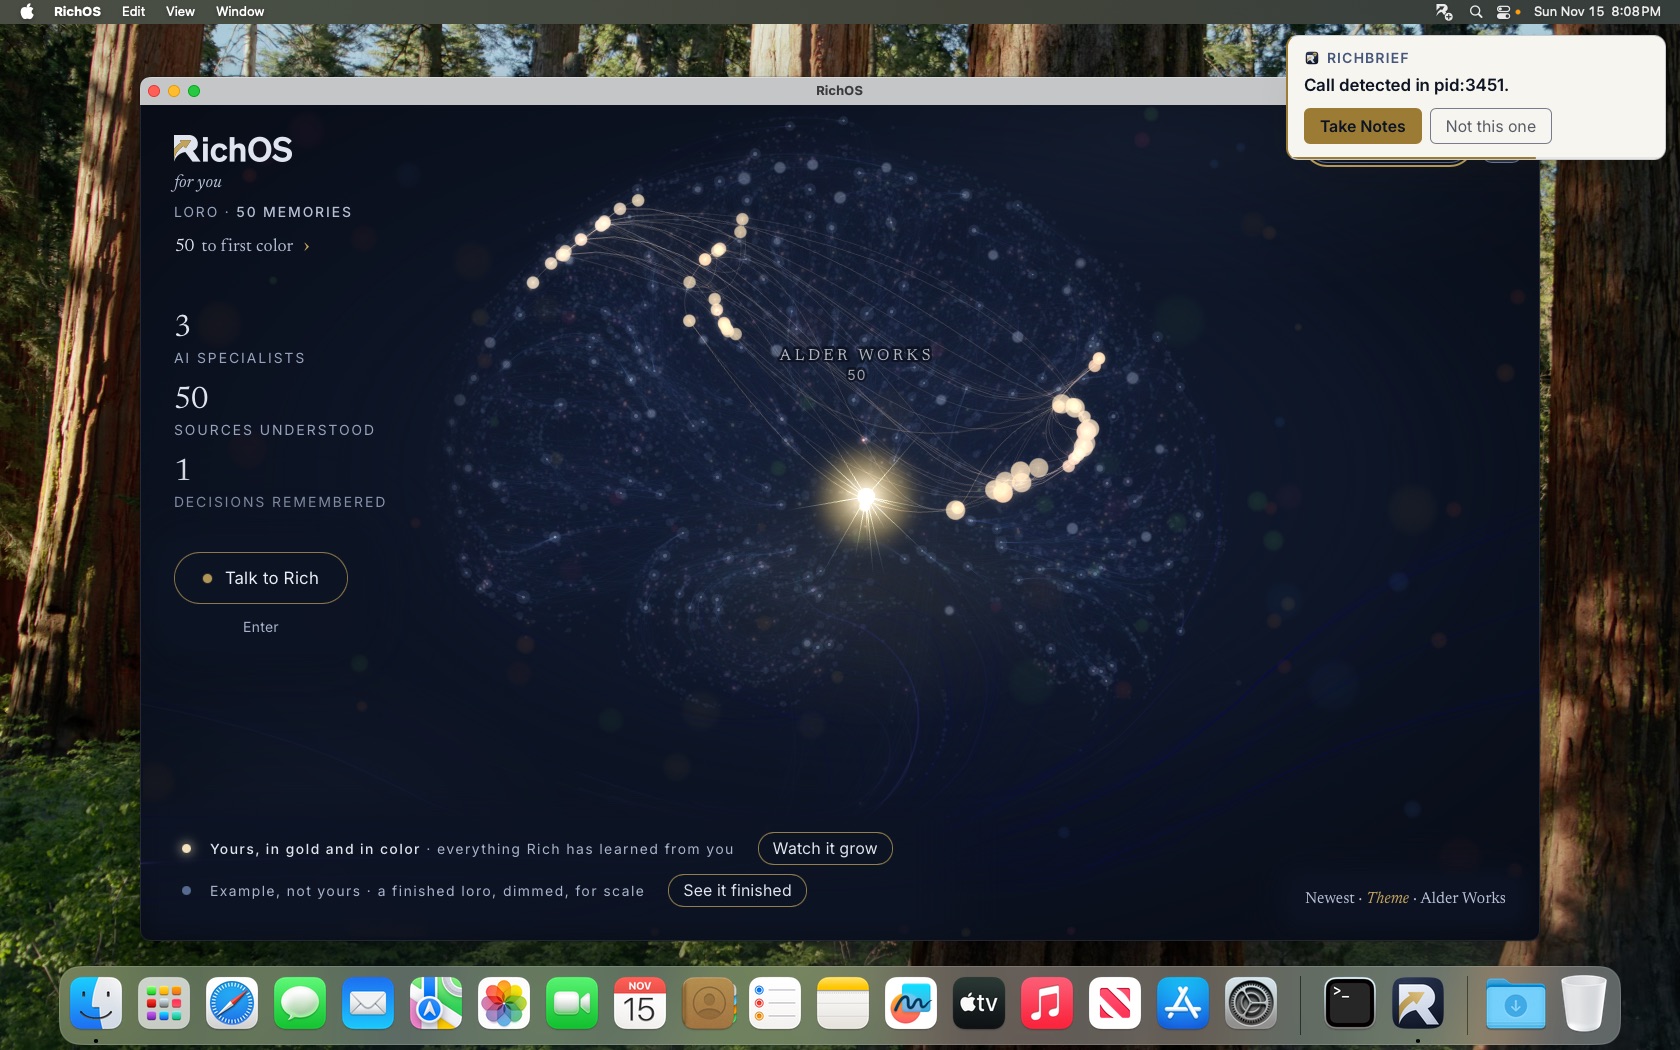 RichOS Edit View Window
Sun Nov 15 8:08 PM
RichOS
RICHBRIEF
Call detected in pid:3451.
Take Notes
Not this one
RichOS
for you
LORO · 50 MEMORIES
50 to first color ›
3
AI SPECIALISTS
50
SOURCES UNDERSTOOD
1
DECISIONS REMEMBERED
ALDER WORKS
50
Talk to Rich
Enter
Yours, in gold and in color · everything Rich has learned from you
Watch it grow
Example, not yours · a finished loro, dimmed, for scale
See it finished
Newest · Theme · Alder Works
NOV
15
tv
>_